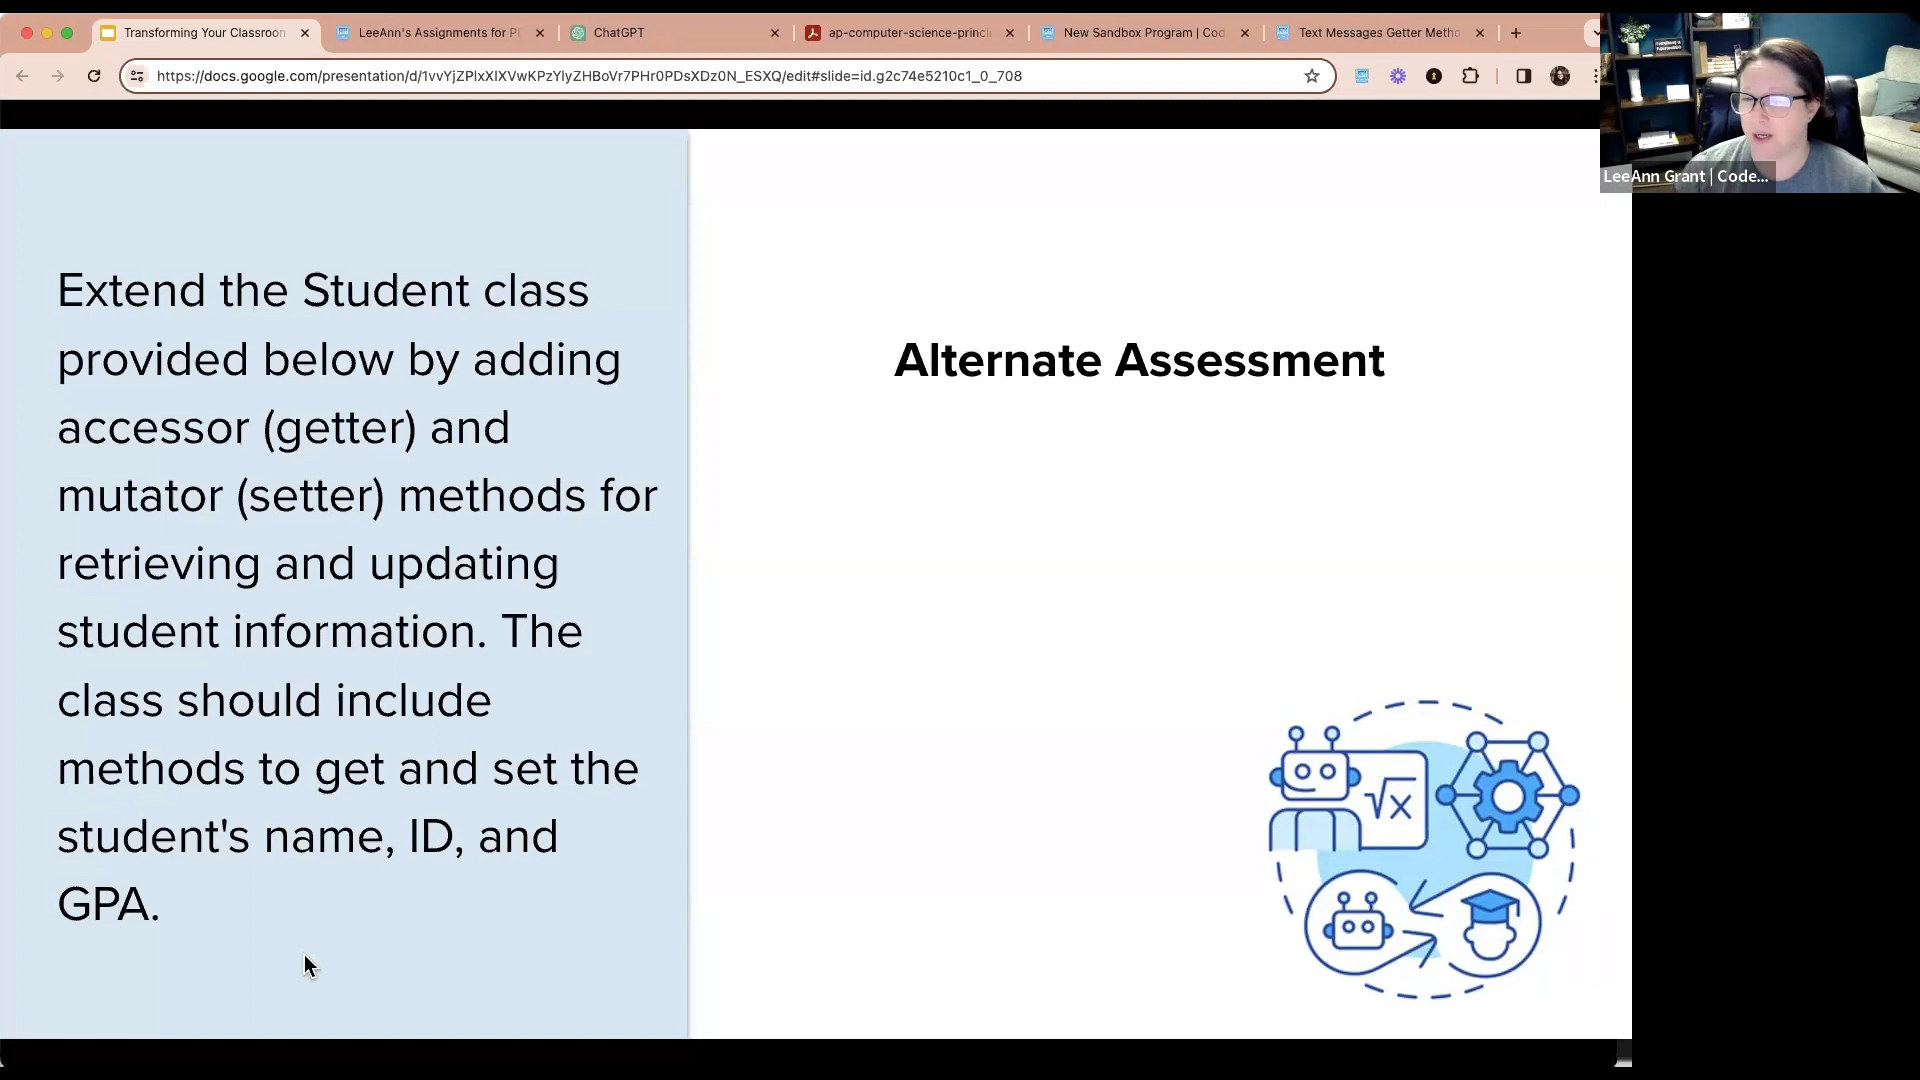 Transforming Your Classroon
LeeAnn's Assignments for Pl
ChatGPT
ap-computer-science-princi
New Sandbox Program | Cod
Text Messages Getter Metho
https://docs.google.com/presentation/d/1vvYjZPlxXlXVwKPzYlyZHBoVr7PHr0PDsXDz0N_ESXQ/edit#slide=id.g2c74e5210c1_0_708
LeeAnn Grant | Code...
Extend the Student class
provided below by adding
accessor (getter) and
mutator (setter) methods for
retrieving and updating
student information. The
class should include
methods to get and set the
student's name, ID, and
GPA.
Alternate Assessment
√x